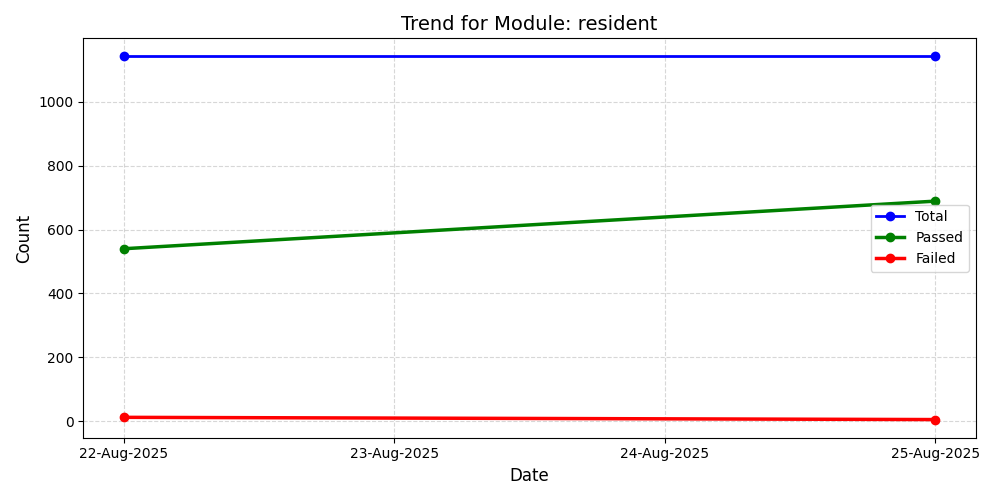 Trend for Module: resident
Count
1000
800
600
400
200
0
Total
Passed
Failed
22-Aug-2025
23-Aug-2025
24-Aug-2025
25-Aug-2025
Date